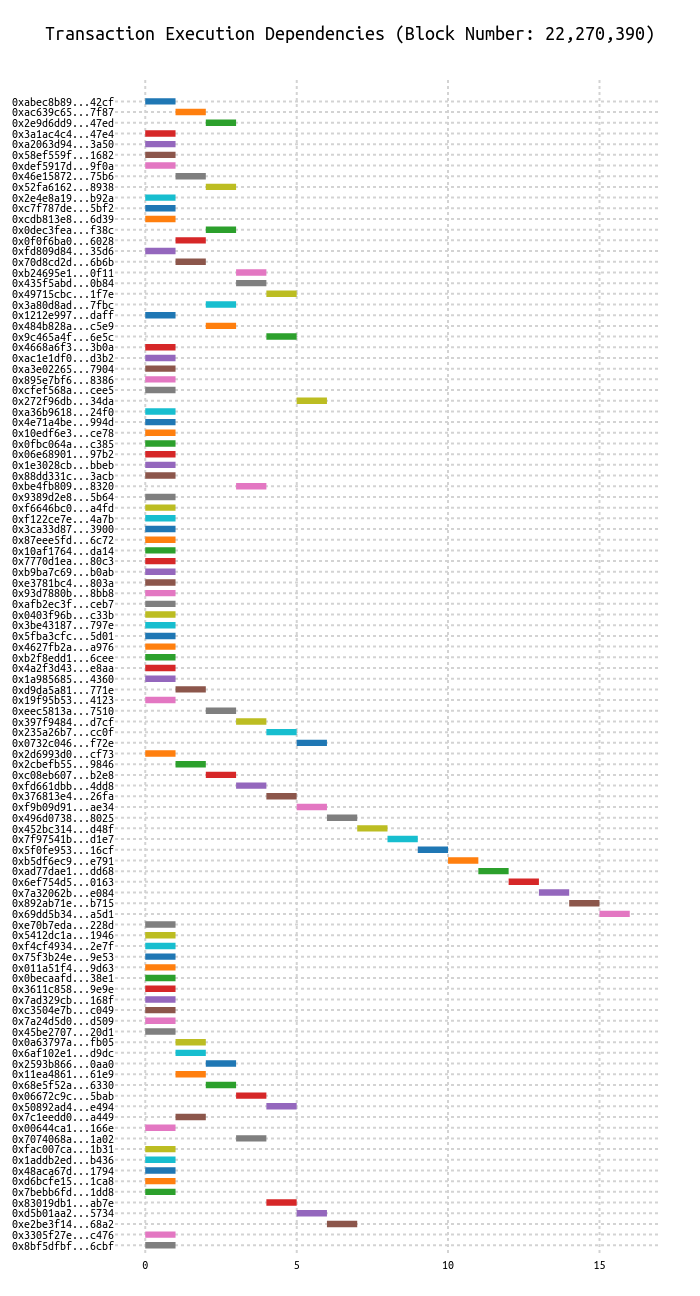 Transaction Execution Dependencies (Block Number: 22,270,390)
0xabec8b89...42cf
0xac639c65...7f87
0x2e9d6dd9...47ed
0x3a1ac4c4...47e4
0xa2063d94...3a50
0x58ef559f...1682
0xdef5917d...9f0a
0x46e15872...75b6
0x52fa6162...8938
0x2e4e8a19...b92a
0xc7f787de...5bf2
0xcdb813e8...6d39
0x0dec3fea...f38c
0x0f0f6ba0...6028
0xfd809d84...35d6
0x70d8cd2d...6b6b
0xb24695e1...0f11
0x435f5abd...0b84
0x49715cbc...1f7e
0x3a80d8ad...7fbc
0x1212e997...daff
0x484b828a...c5e9
0x9c465a4f...6e5c
0x4668a6f3...3b0a
0xac1e1df0...d3b2
0xa3e02265...7904
0x895e7bf6...8386
0xcfef568a...cee5
0x272f96db...34da
0xa36b9618...24f0
0x4e71a4be...994d
0x10edf6e3...ce78
0x0fbc064a...c385
0x06e68901...97b2
0x1e3028cb...bbeb
0x88dd331c...3acb
0xbe4fb809...8320
0x9389d2e8...5b64
0xf6646bc0...a4fd
0xf122ce7e...4a7b
0x3ca33d87...3900
0x87eee5fd...6c72
0x10af1764...da14
0x7770d1ea...80c3
0xb9ba7c69...b0ab
0xe3781bc4...803a
0x93d7880b...8bb8
0xafb2ec3f...ceb7
0x0403f96b...c33b
0x3be43187...797e
0x5fba3cfc...5d01
0x4627fb2a...a976
0xb2f8edd1...6cee
0x4a2f3d43...e8aa
0x1a985685...4360
0xd9da5a81...771e
0x19f95b53...4123
0xeec5813a...7510
0x397f9484...d7cf
0x235a26b7...cc0f
0x0732c046...f72e
0x2d6993d0...cf73
0x2cbefb55...9846
0xc08eb607...b2e8
0xfd661dbb...4dd8
0x376813e4...26fa
0xf9b09d91...ae34
0x496d0738...8025
0x452bc314...d48f
0x7f97541b...d1e7
0x5f0fe953...16cf
0xb5df6ec9...e791
0xad77dae1...dd68
0x6ef754d5...0163
0x7a32062b...e084
0x892ab71e...b715
0x69dd5b34...a5d1
0xe70b7eda...228d
0x5412dc1a...1946
0xf4cf4934...2e7f
0x75f3b24e...9e53
0x011a51f4...9d63
0x0becaafd...38e1
0x3611c858...9e9e
0x7ad329cb...168f
0xc3504e7b...c049
0x7a24d5d0...d509
0x45be2707...20d1
0x0a63797a...fb05
0x6af102e1...d9dc
0x2593b866...0aa0
0x11ea4861...61e9
0x68e5f52a...6330
0x06672c9c...5bab
0x50892ad4...e494
0x7c1eedd0...a449
0x00644ca1...166e
0x7074068a...1a02
0xfac007ca...1b31
0x1addb2ed...b436
0x48aca67d...1794
0xd6bcfe15...1ca8
0x7bebb6fd...1dd8
0x83019db1...ab7e
0xd5b01aa2...5734
0xe2be3f14...68a2
0x3305f27e...c476
0x8bf5dfbf...6cbf
0 5 10 15